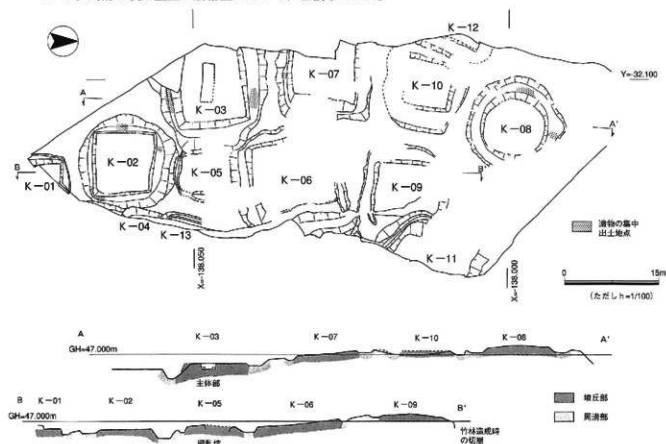 K-12
K-07
K-03
K-10
Y=-32.100
A
K-08
A'
B
K-02
K-05
K-01
K-06
B'
K-09
K-04
K-13
遺物の集中
出土地点
X=-138.050
K-11
X=-138.000
0 15m
(ただしh=1/100)
A K-03 K-07 K-10 K-08 A'
GH=47.000m
主体部
B K-01 K-02 K-05 K-06 K-09 B'
GH=47.000m
墳丘部
周溝部
竹林造成時
の切層